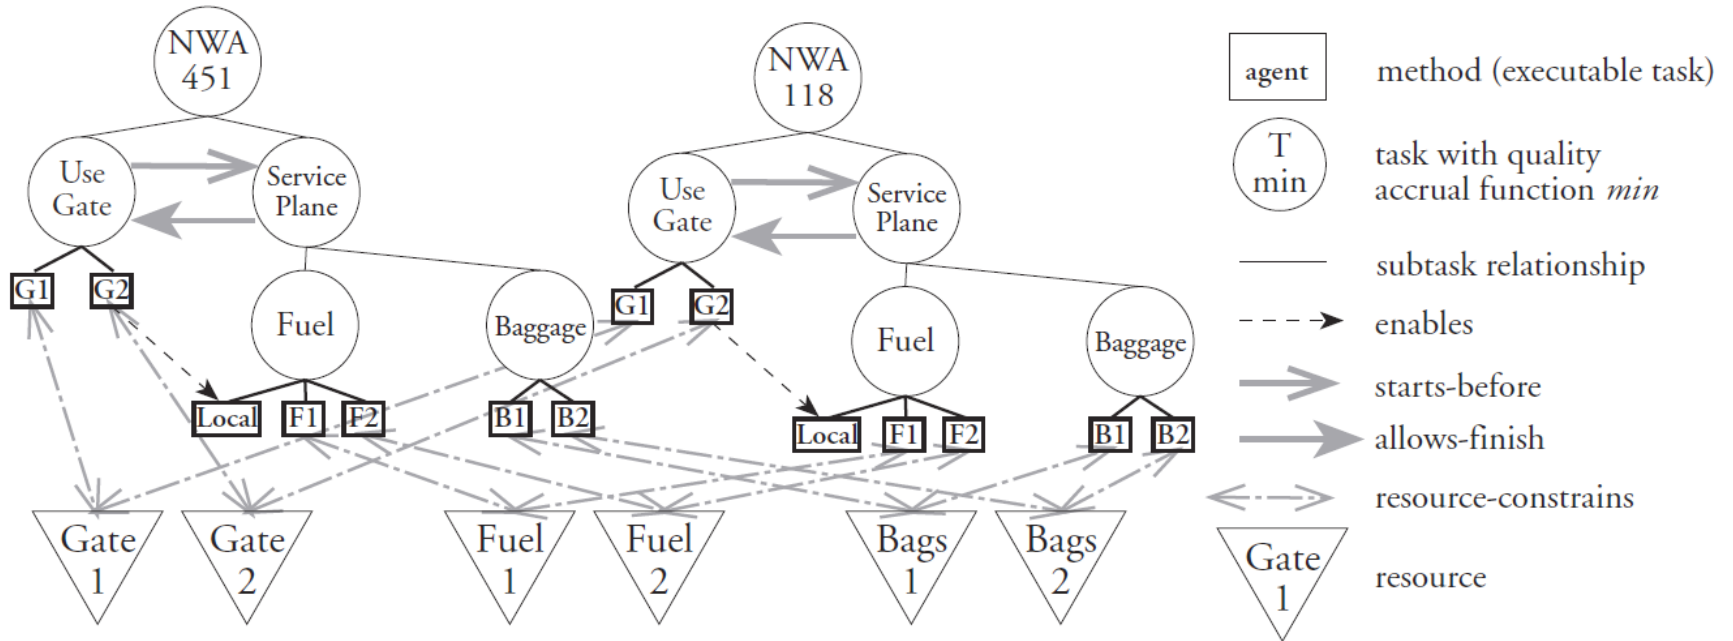 NWA
451
NWA
118
agent
method (executable task)
Use
Gate
Service
Plane
Use
Gate
Service
Plane
T
min
task with quality
accrual function min
subtask relationship
G1
G2
Fuel
Baggage
G1
G2
Fuel
Baggage
enables
starts-before
Local
F1
F2
B1
B2
Local
F1
F2
B1
B2
allows-finish
resource-constrains
Gate
1
Gate
2
Fuel
1
Fuel
2
Bags
1
Bags
2
Gate
1
resource